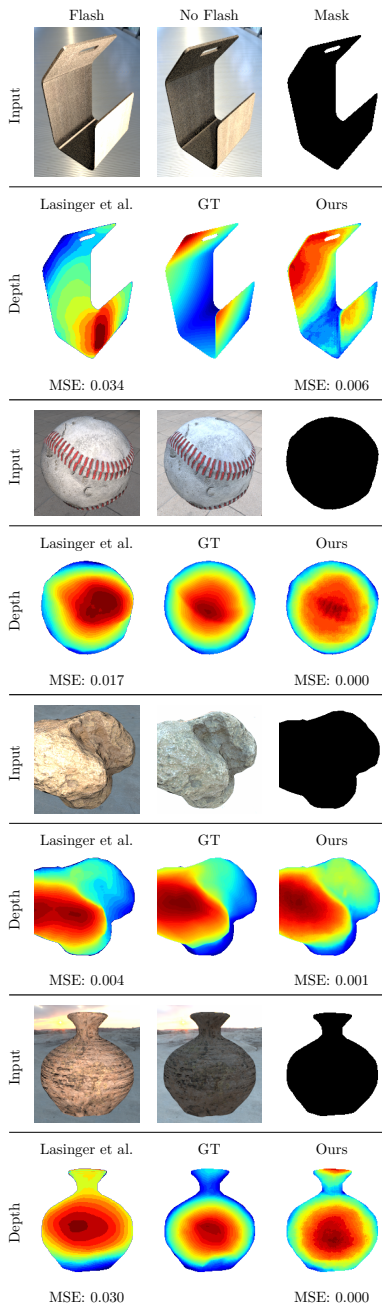 Flash No Flash Mask
Input
Lasinger et al. GT Ours
Depth
MSE: 0.034 MSE: 0.006
Input
Lasinger et al. GT Ours
Depth
MSE: 0.017 MSE: 0.000
Input
Lasinger et al. GT Ours
Depth
MSE: 0.004 MSE: 0.001
Input
Lasinger et al. GT Ours
Depth
MSE: 0.030 MSE: 0.000